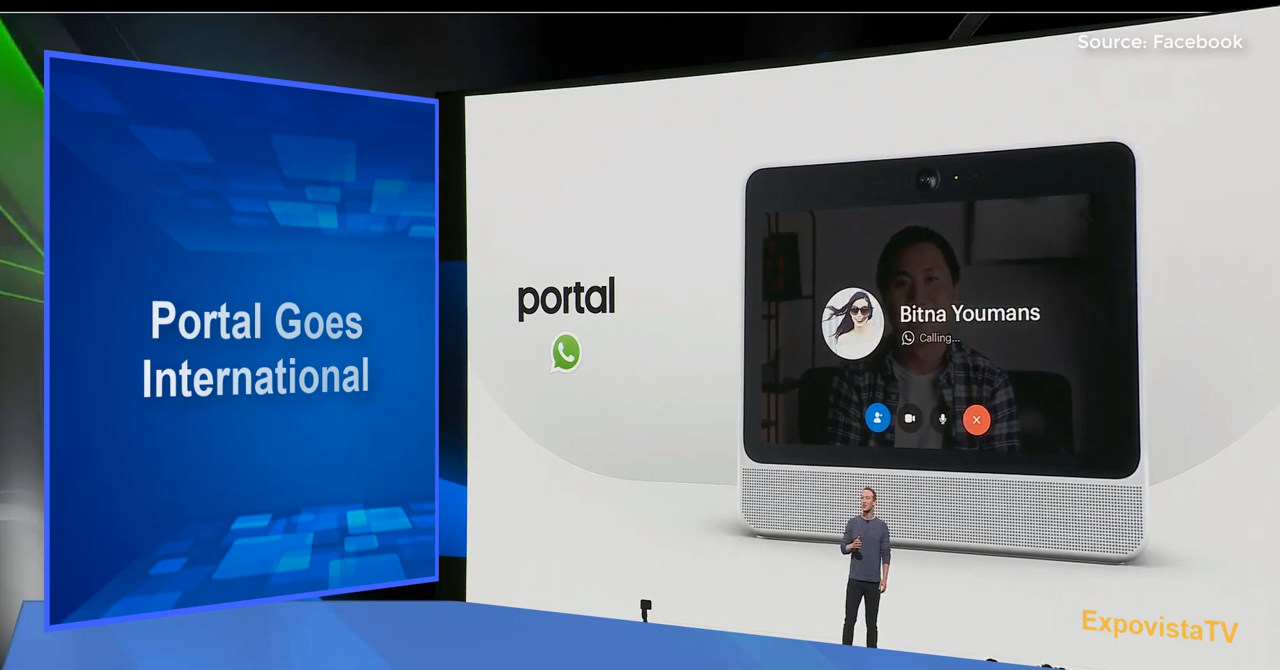 Source: Facebook
Portal Goes
International
portal
Bitna Youmans
Calling...
ExpovistaTV